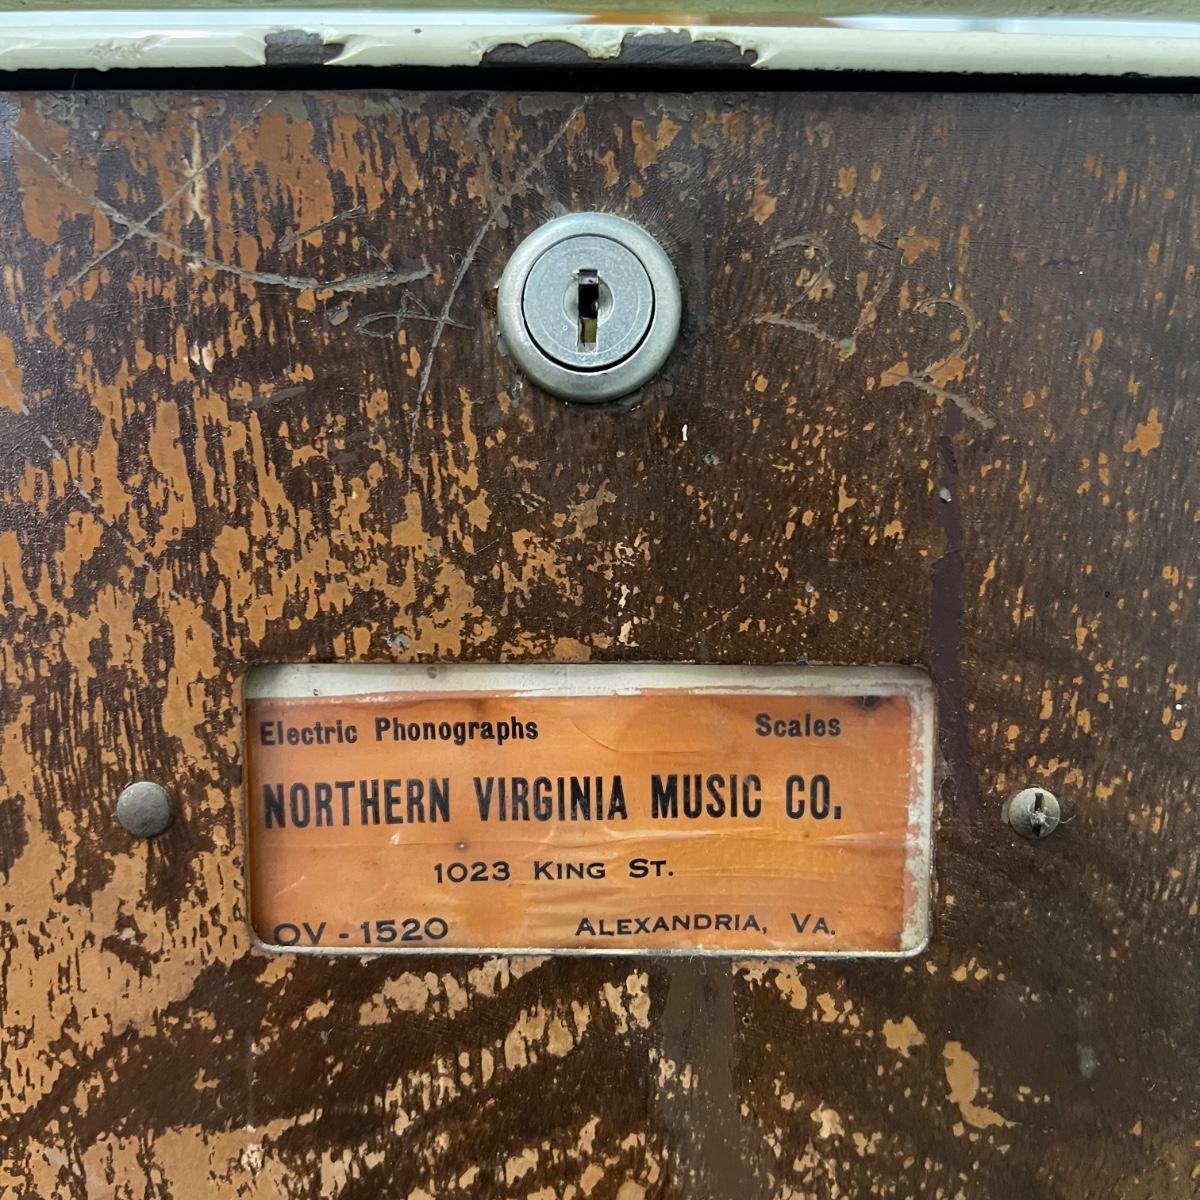 Electric Phonographs Scales
NORTHERN VIRGINIA MUSIC CO.
1023 KING ST.
OV - 1520 ALEXANDRIA, VA.